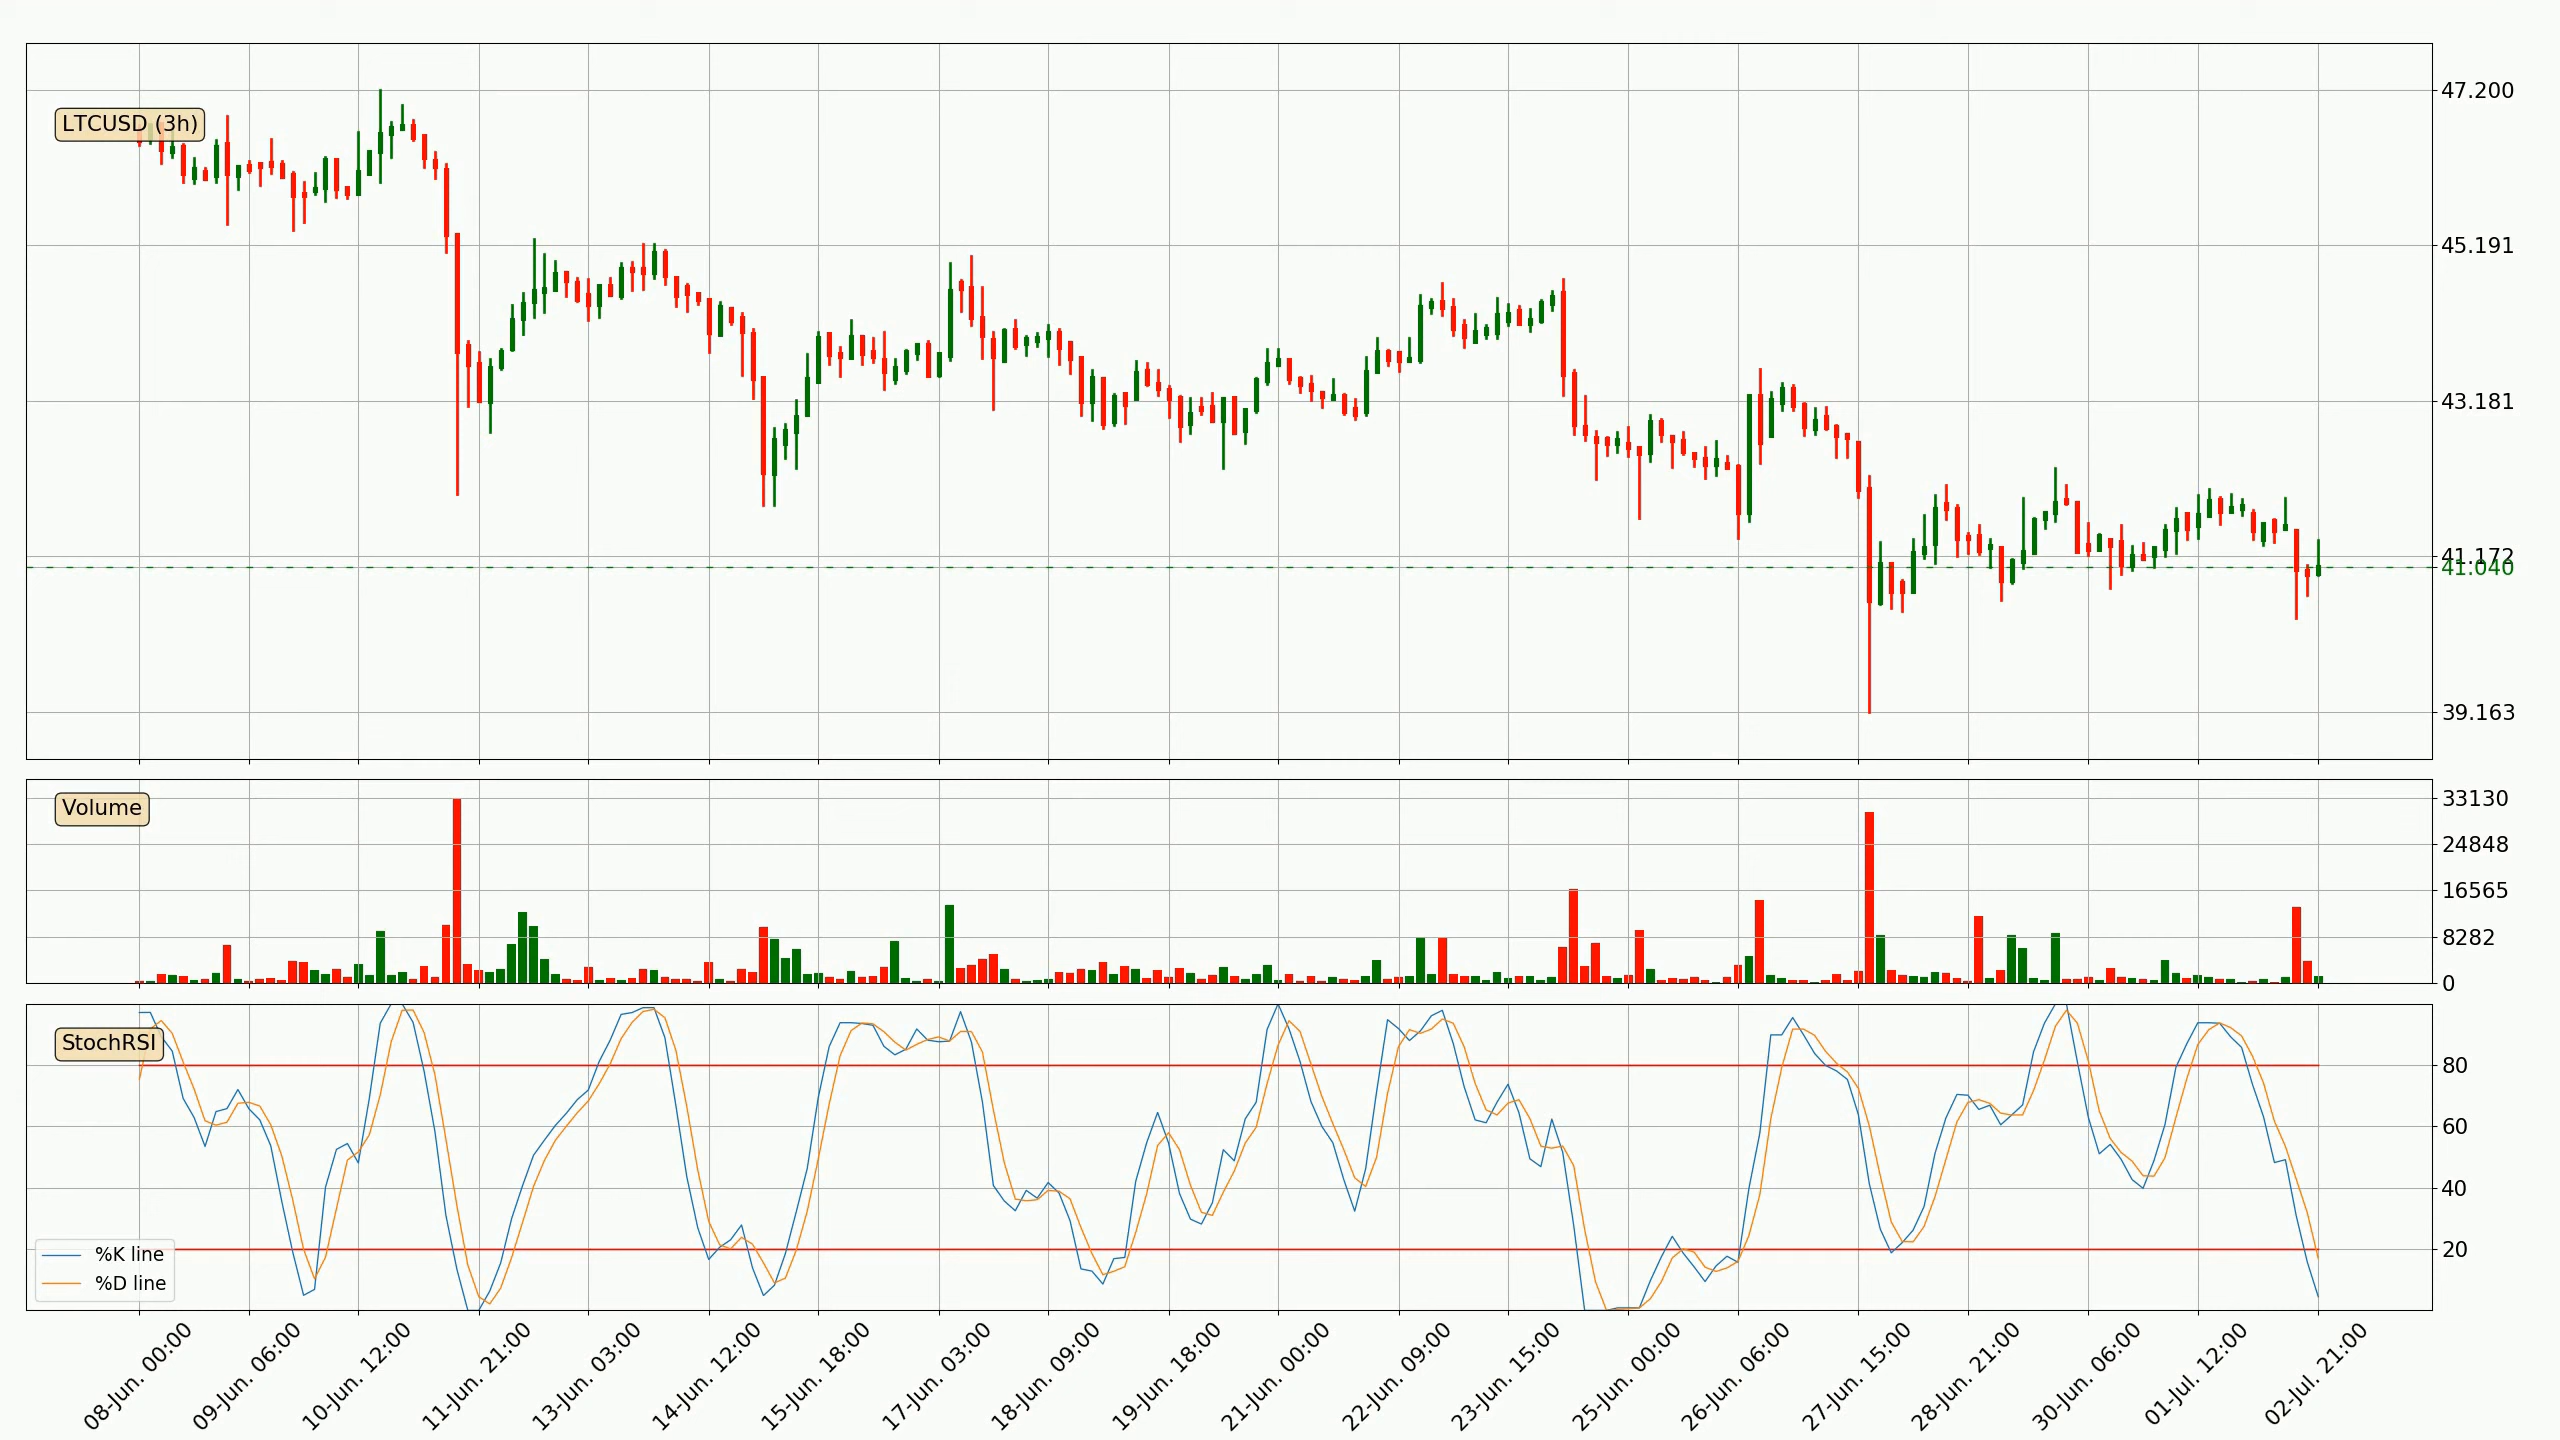 LTCUSD (3h)
47.200
45.191
43.181
41.172
41.040
39.163
Volume
33130
24848
16565
8282
0
StochRSI
80
60
40
20
%K line
%D line
08-Jun. 00:00
09-Jun. 06:00
10-Jun. 12:00
11-Jun. 21:00
13-Jun. 03:00
14-Jun. 12:00
15-Jun. 18:00
17-Jun. 03:00
18-Jun. 09:00
19-Jun. 18:00
21-Jun. 00:00
22-Jun. 09:00
23-Jun. 15:00
25-Jun. 00:00
26-Jun. 06:00
27-Jun. 15:00
28-Jun. 21:00
30-Jun. 06:00
01-Jul. 12:00
02-Jul. 21:00